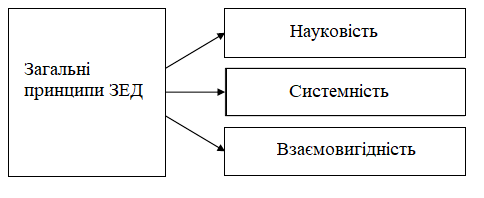 Загальні
принципи ЗЕД
Науковість
Системність
Взаємовигідність